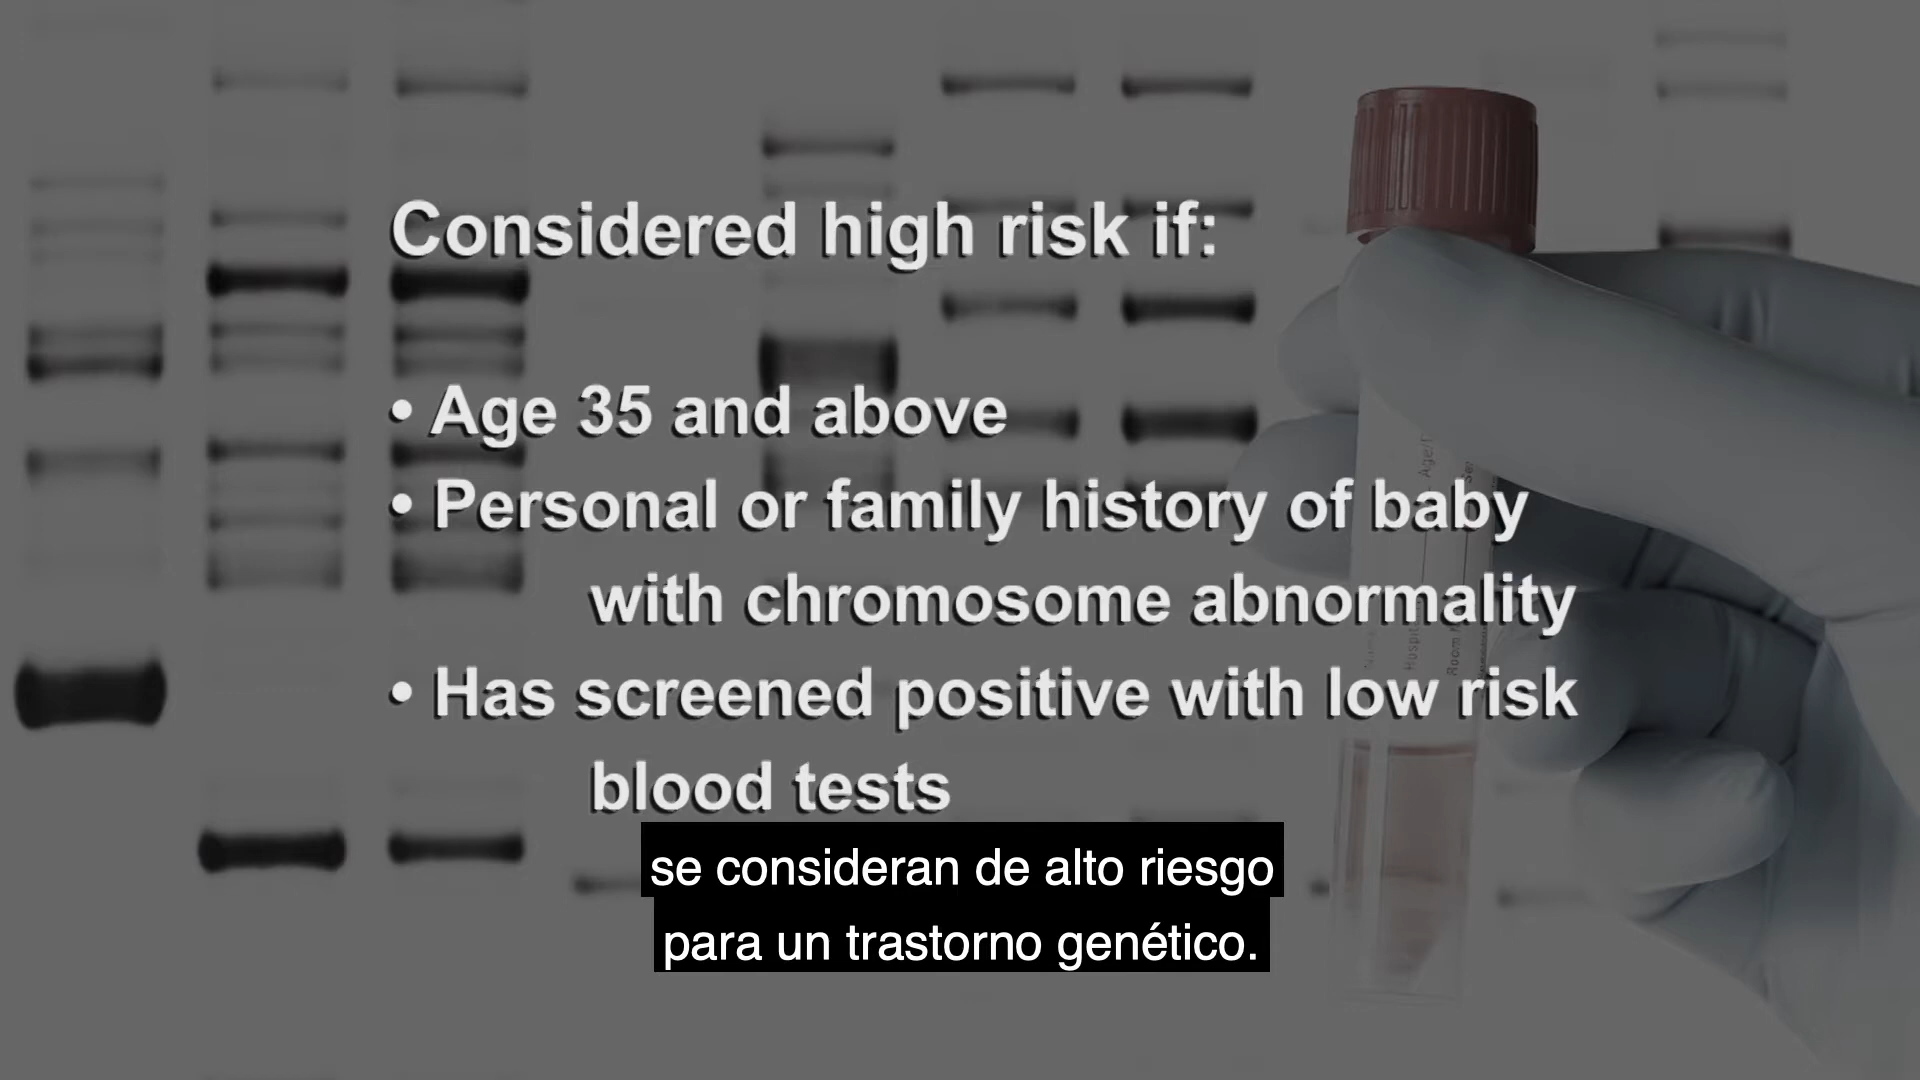 Considered high risk if:
• Age 35 and above
• Personal or family history of baby
with chromosome abnormality
• Has screened positive with low risk
blood tests
se consideran de alto riesgo
para un trastorno genético.